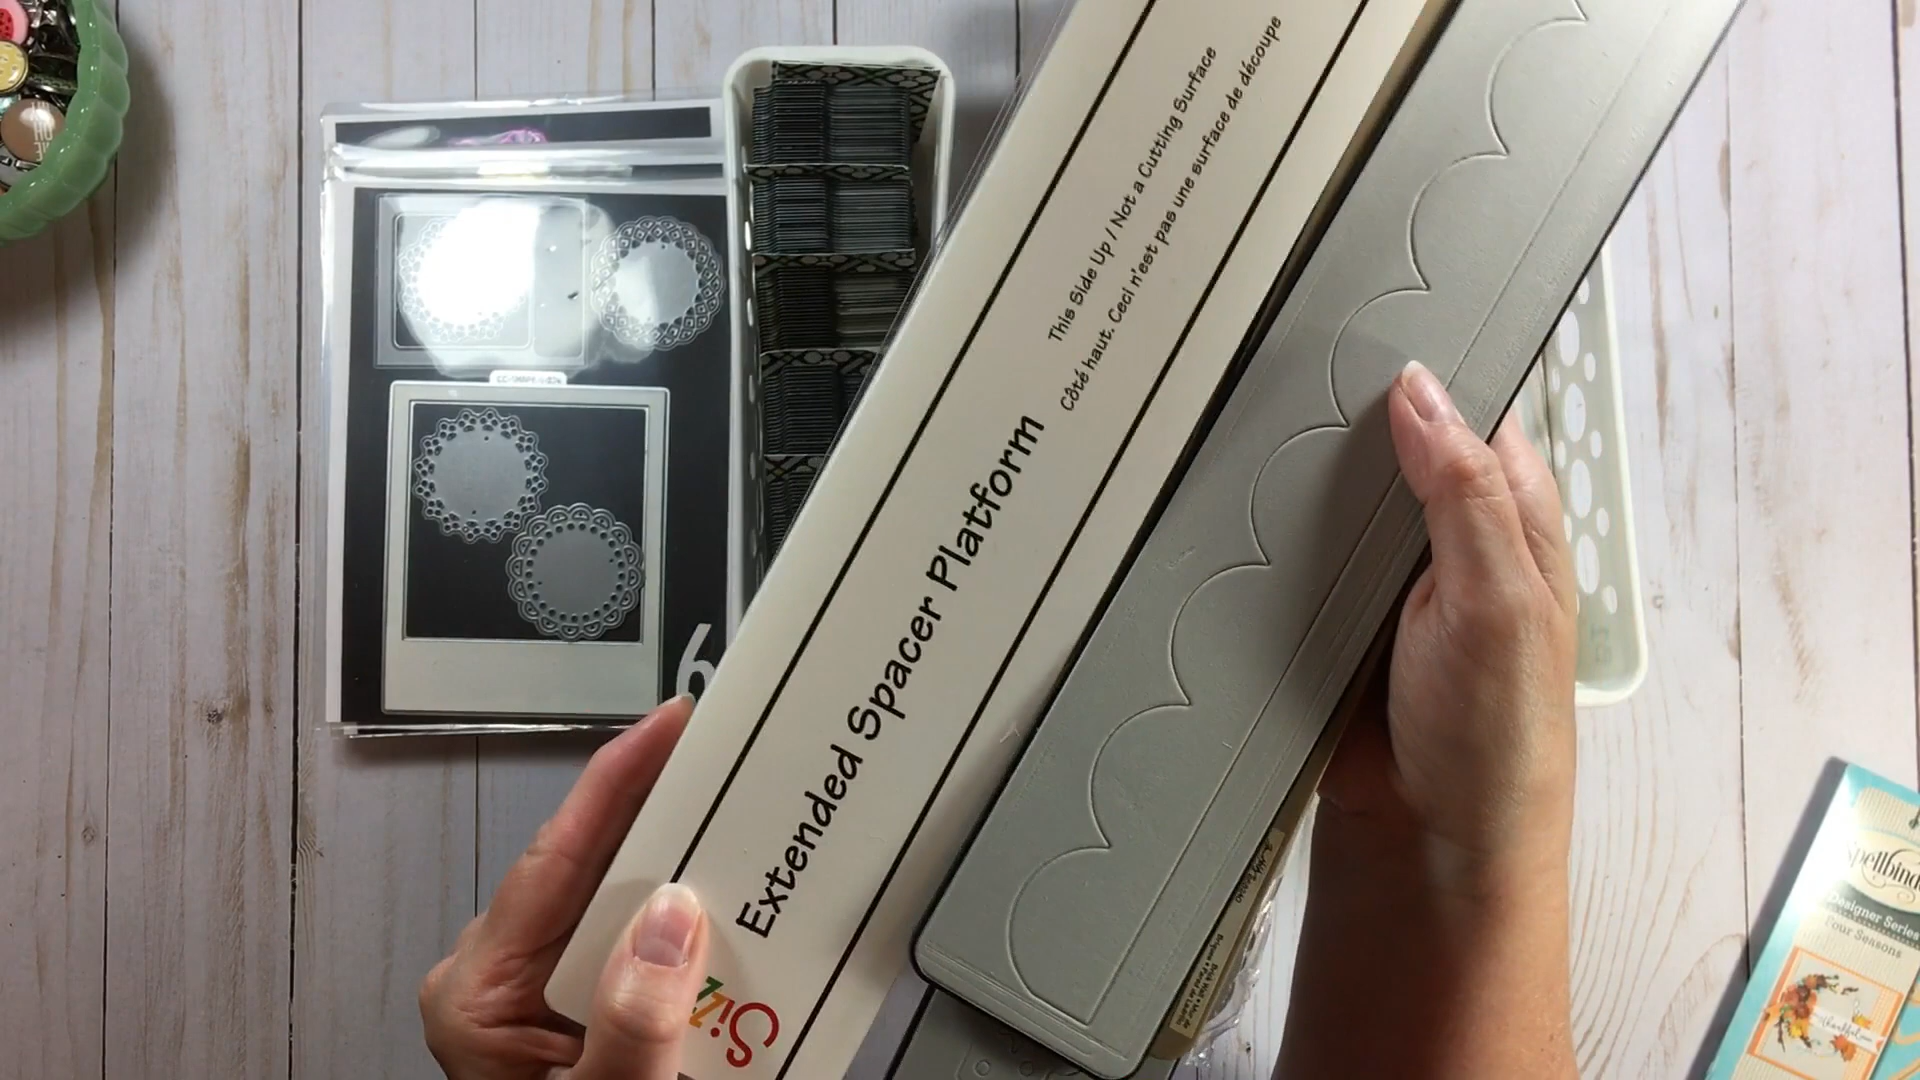 This Side Up / Not a Cutting Surface
Côté haut. Ceci n'est pas une surface de découpe
Extended Spacer Platform
Sizz
6
Spellbind
Designer Series
Four Seasons
thankful